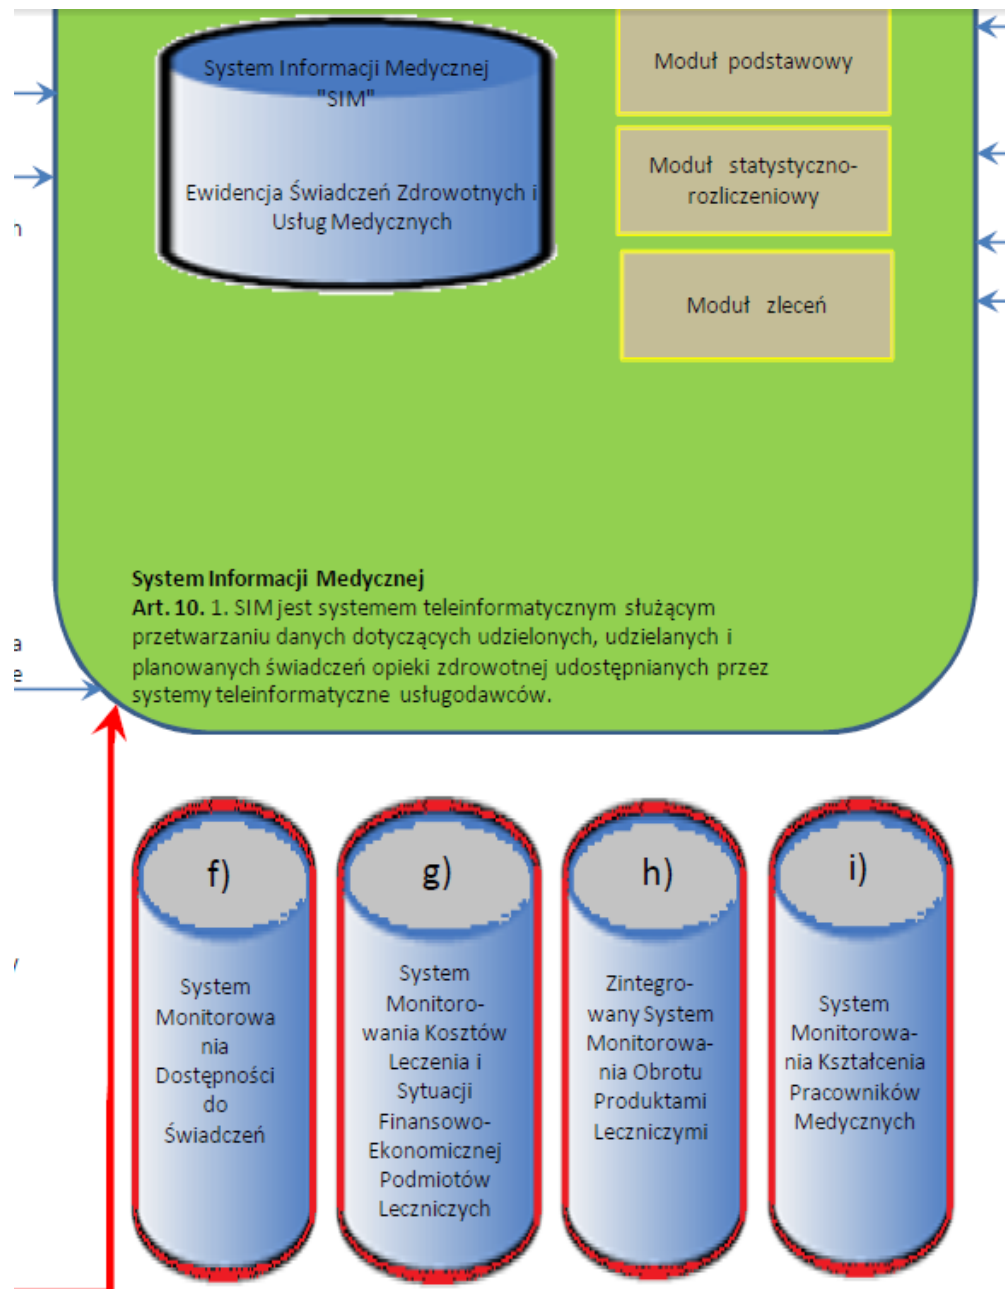 System Informacji Medycznej
"SIM"
Ewidencja Świadczeń Zdrowotnych i
Usług Medycznych
Moduł podstawowy
Moduł statystyczno-
rozliczeniowy
Moduł zleceń
h
a
e
y
System Informacji Medycznej
Art. 10. 1. SIM jest systemem teleinformatycznym służącym
przetwarzaniu danych dotyczących udzielonych, udzielanych i
planowanych świadczeń opieki zdrowotnej udostępnianych przez
systemy teleinformatyczne usługodawców.
f)
System
Monitorowa
nia
Dostępności
do
Świadczeń
g)
System
Monitoro-
wania Kosztów
Leczenia i
Sytuacji
Finansowo-
Ekonomicznej
Podmiotów
Leczniczych
h)
Zintegro-
wany System
Monitorowa-
nia Obrotu
Produktami
Leczniczymi
i)
System
Monitorowa-
nia Kształcenia
Pracowników
Medycznych